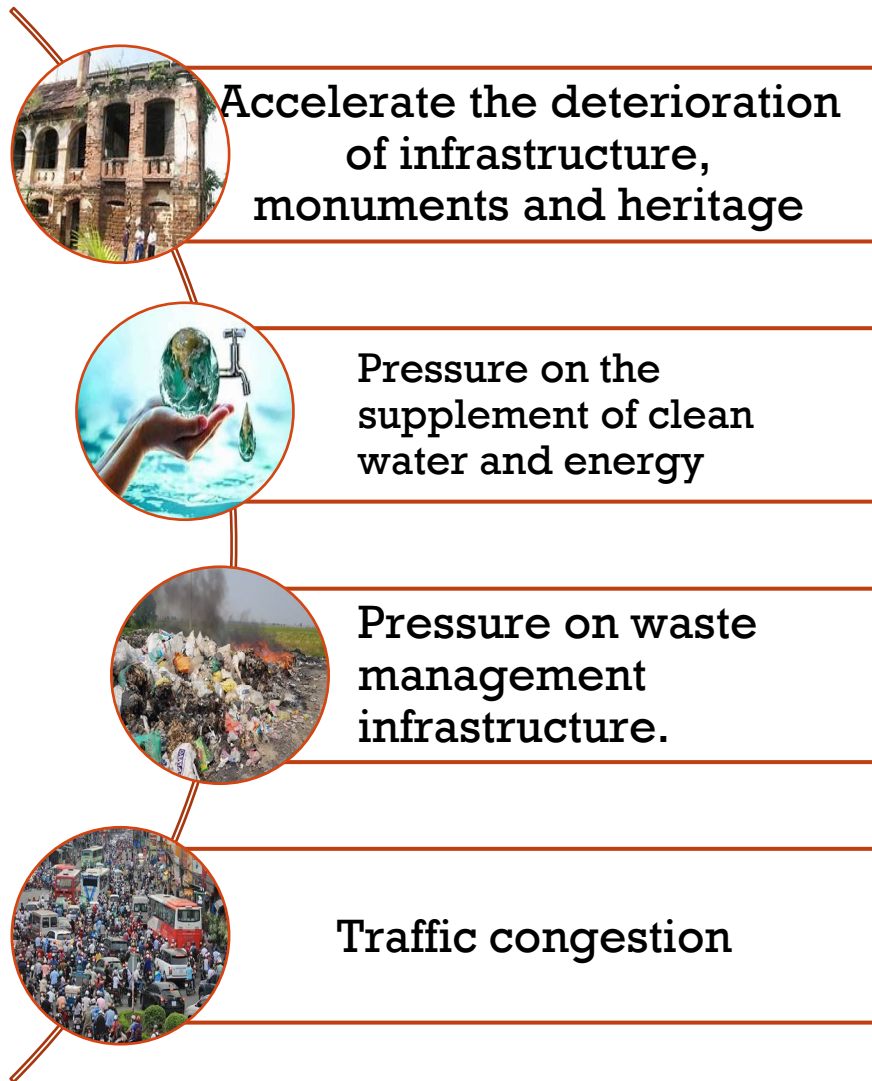 Accelerate the deterioration
of infrastructure,
monuments and heritage
Pressure on the
supplement of clean
water and energy
Pressure on waste
management
infrastructure.
Traffic congestion